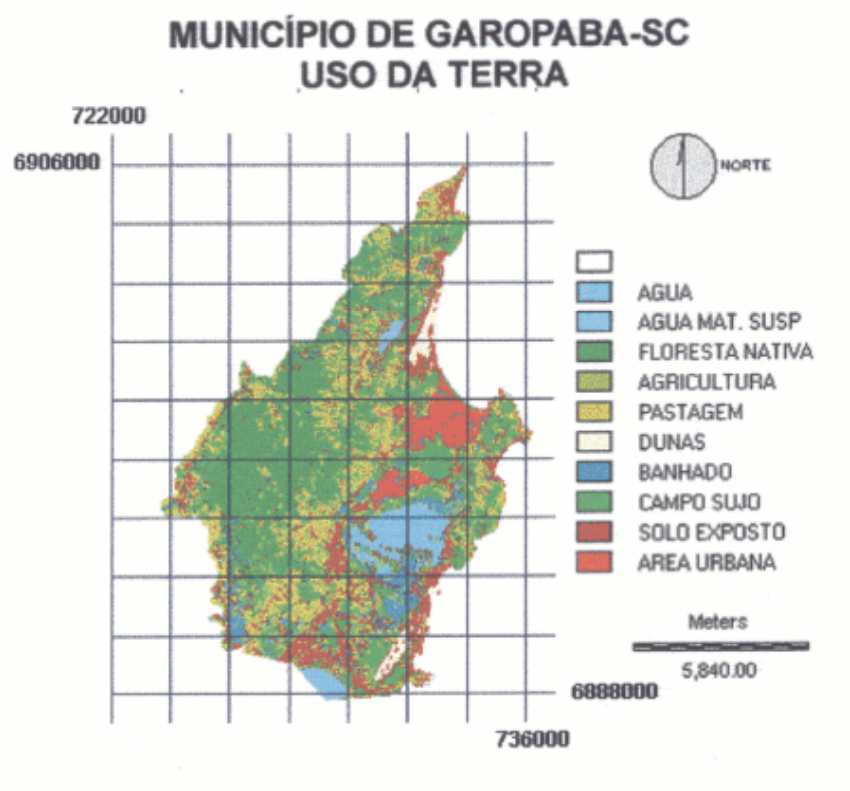 MUNICÍPIO DE GAROPABA-SC
USO DA TERRA
722000
6906000
NORTE
AGUA
AGUA MAT. SUSP
FLORESTA NATIVA
AGRICULTURA
PASTAGEM
DUNAS
BANHADO
CAMPO SUJO
SOLO EXPOSTO
AREA URBANA
Meters
5,840.00
6888000
736000